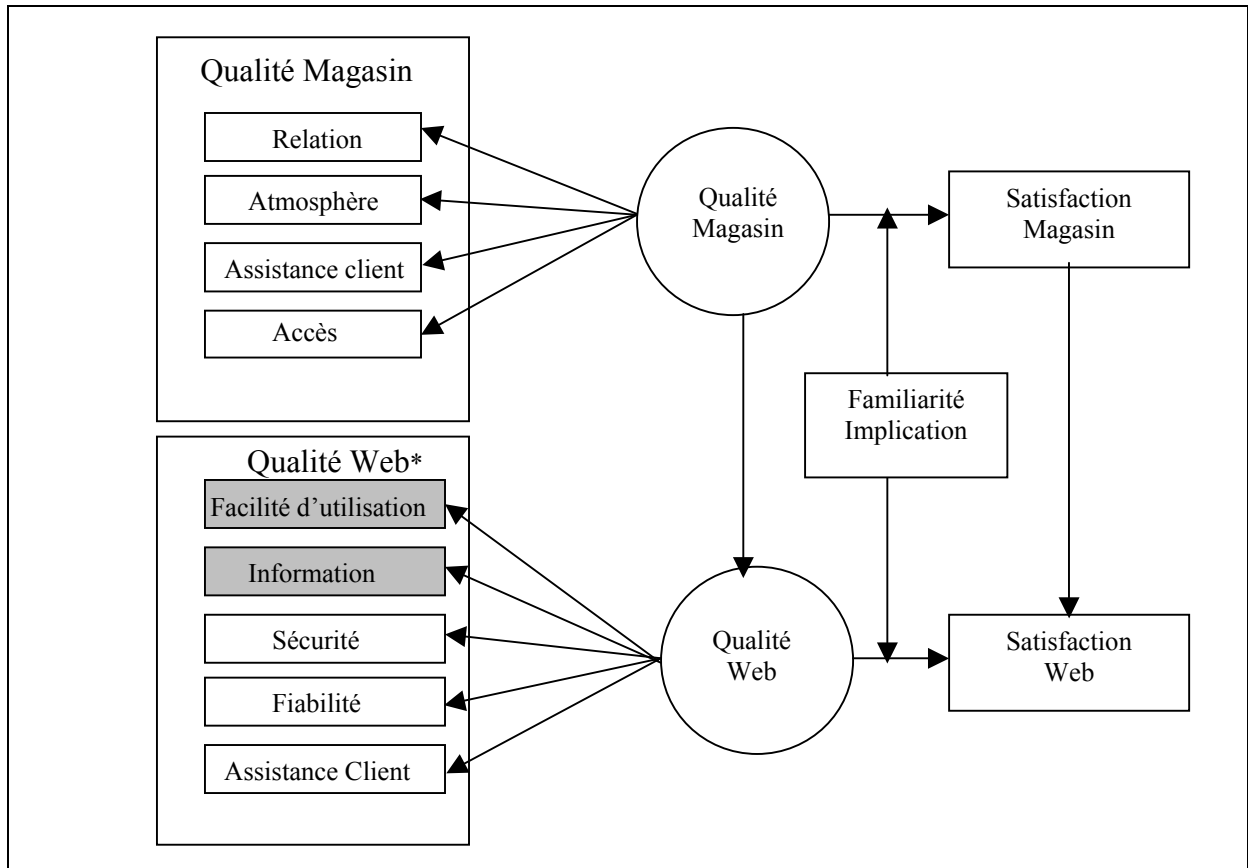 Qualité Magasin
Relation
Atmosphère
Assistance client
Accès
Qualité
Magasin
Satisfaction
Magasin
Familiarité
Implication
Qualité Web*
Facilité d’utilisation
Information
Sécurité
Fiabilité
Assistance Client
Qualité
Web
Satisfaction
Web